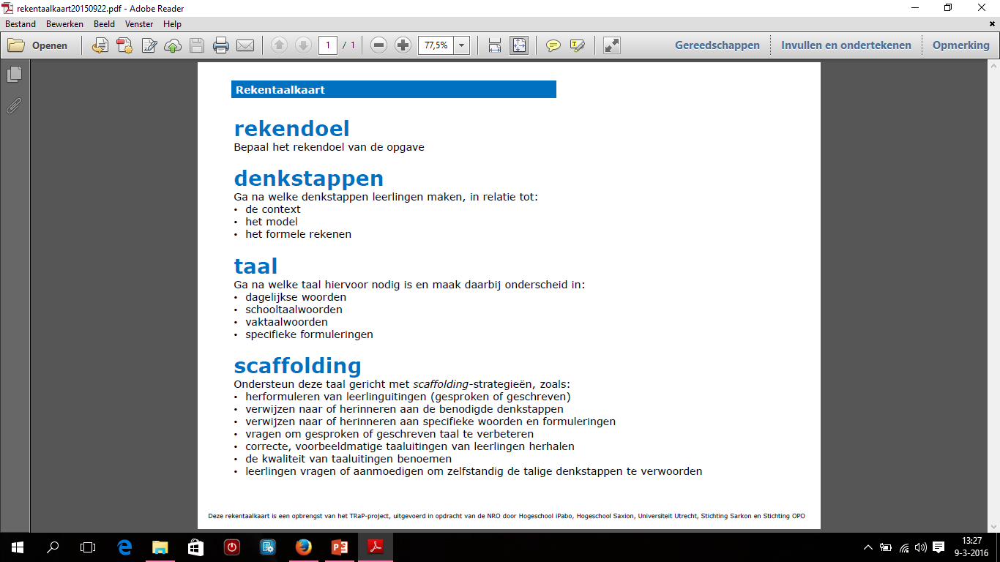 rekentaalkaart20150922.pdf - Adobe Reader
Bestand Bewerken Beeld Venster Help
Openen 1 / 1 77,5% Gereedschappen Invullen en ondertekenen Opmerking
Rekentaalkaart
rekendoel
Bepaal het rekendoel van de opgave
denkstappen
Ga na welke denkstappen leerlingen maken, in relatie tot:
• de context
• het model
• het formele rekenen
taal
Ga na welke taal hiervoor nodig is en maak daarbij onderscheid in:
• dagelijkse woorden
• schooltaalwoorden
• vaktaalwoorden
• specifieke formuleringen
scaffolding
Ondersteun deze taal gericht met scaffolding-strategieën, zoals:
• herformuleren van leerlinguitingen (gesproken of geschreven)
• verwijzen naar of herinneren aan de benodigde denkstappen
• verwijzen naar of herinneren aan specifieke woorden en formuleringen
• vragen om gesproken of geschreven taal te verbeteren
• correcte, voorbeeldmatige taaluitingen van leerlingen herhalen
• de kwaliteit van taaluitingen benoemen
• leerlingen vragen of aanmoedigen om zelfstandig de talige denkstappen te verwoorden
Deze rekentaalkaart is een opbrengst van het TRaP-project, uitgevoerd in opdracht van de NRO door Hogeschool iPabo, Hogeschool Saxion, Universiteit Utrecht, Stichting Sarkon en Stichting OPO
13:27
9-3-2016